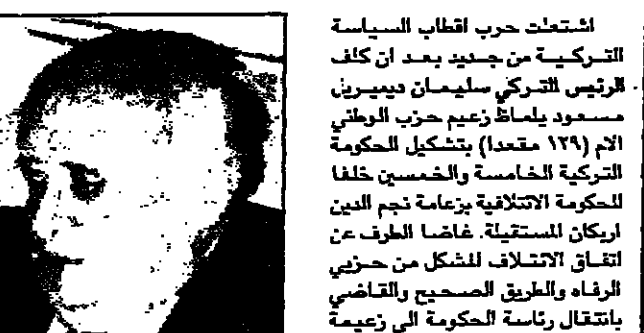 اشتعلت حرب اقطاب السياسة
التركية من جديد بعد ان كلف
الرئيس التركي سليمان ديميريل
مسعود يلماظ زعيم حزب الوطني
الام (١٣٩ مقعدا) بتشكيل الحكومة
التركية الخامسة والخمسين خلفا
للحكومة الائتلافية بزعامة نجم الدين
اربكان المستقيلة. غاضا الطرف عن
اتفاق الائتلاف المشكل من حزبي
الرفاه والطريق الصحيح والقاضي
بانتقال رئاسة الحكومة الى زعيمة